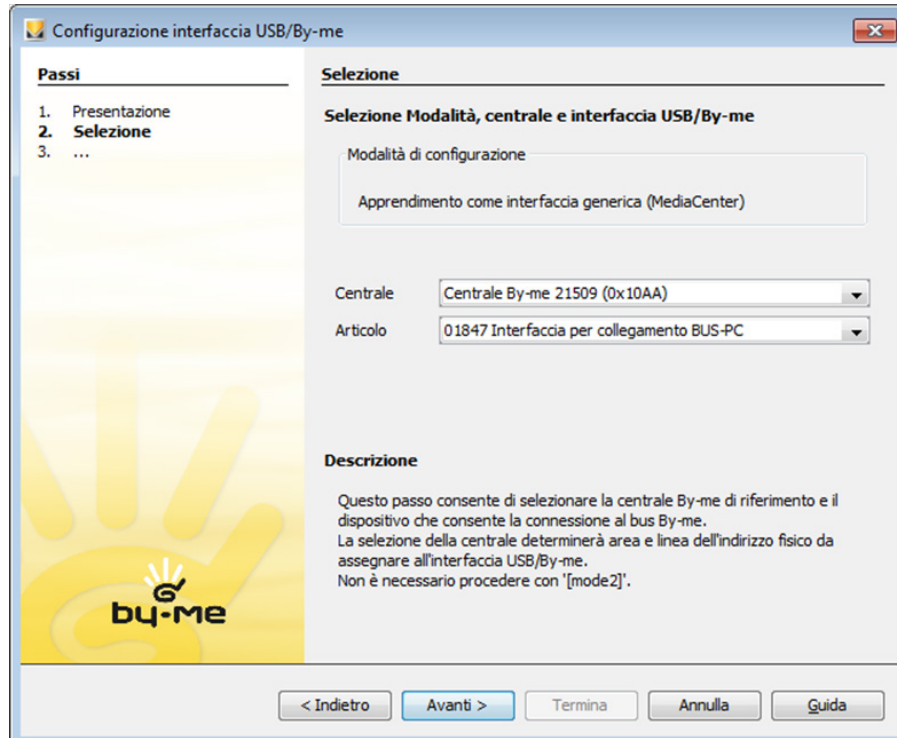 Configurazione interfaccia USB/By-me
Passi
1. Presentazione
2. Selezione
3. ...
by-me
Selezione
Selezione Modalità, centrale e interfaccia USB/By-me
Modalità di configurazione
Apprendimento come interfaccia generica (MediaCenter)
Centrale Centrale By-me 21509 (0x10AA)
Articolo 01847 Interfaccia per collegamento BUS-PC
Descrizione
Questo passo consente di selezionare la centrale By-me di riferimento e il
dispositivo che consente la connessione al bus By-me.
La selezione della centrale determinerà area e linea dell'indirizzo fisico da
assegnare all'interfaccia USB/By-me.
Non è necessario procedere con '[mode2]'.
< Indietro Avanti > Termina Annulla Guida